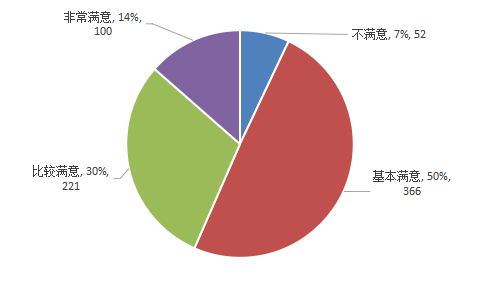 非常满意, 14%,
100
不满意, 7%, 52
比较满意, 30%,
221
基本满意, 50%,
366